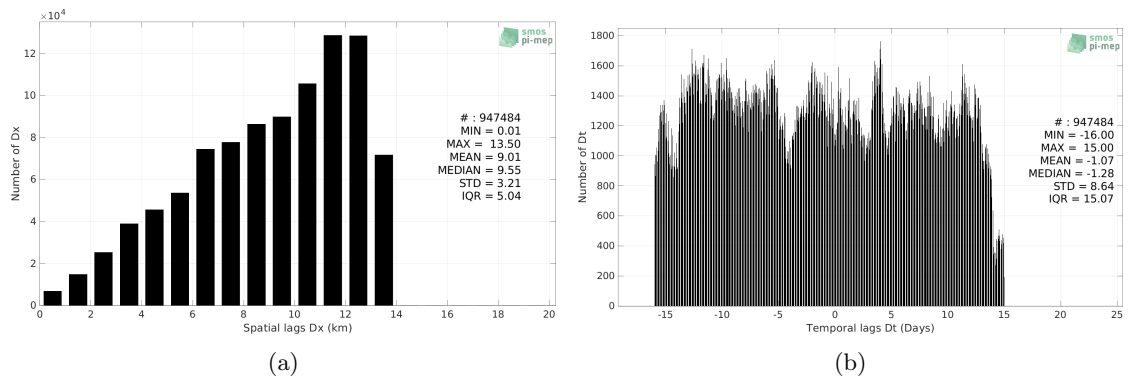 ×10⁴
smos
pi-mep
12
10
8
6
4
2
0
Number of Dx
# : 947484
MIN = 0.01
MAX = 13.50
MEAN = 9.01
MEDIAN = 9.55
STD = 3.21
IQR = 5.04
0 2 4 6 8 10 12 14 16 18 20
Spatial lags Dx (km)
(a)
smos
pi-mep
1800
1600
1400
1200
1000
800
600
400
200
0
Number of Dt
# : 947484
MIN = -16.00
MAX = 15.00
MEAN = -1.07
MEDIAN = -1.28
STD = 8.64
IQR = 15.07
-15 -10 -5 0 5 10 15 20 25
Temporal lags Dt (Days)
(b)